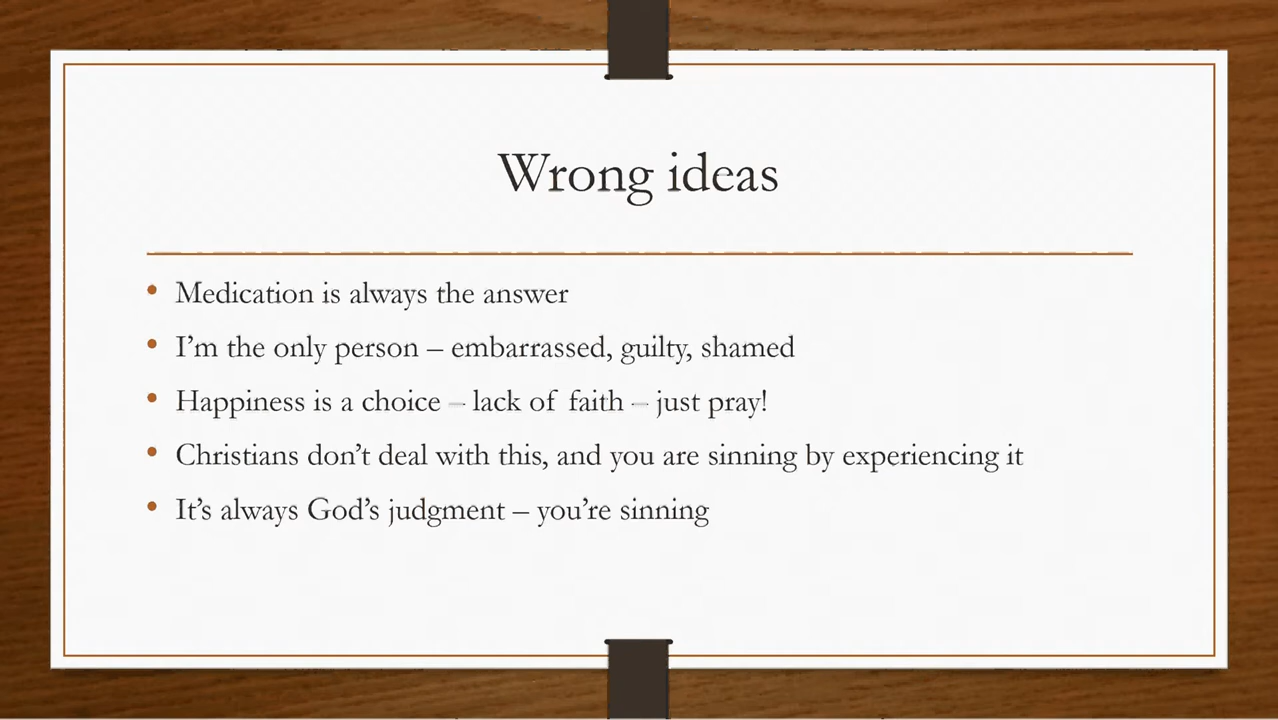 Wrong ideas
• Medication is always the answer
• I’m the only person – embarrassed, guilty, shamed
• Happiness is a choice – lack of faith – just pray!
• Christians don’t deal with this, and you are sinning by experiencing it
• It’s always God’s judgment – you’re sinning